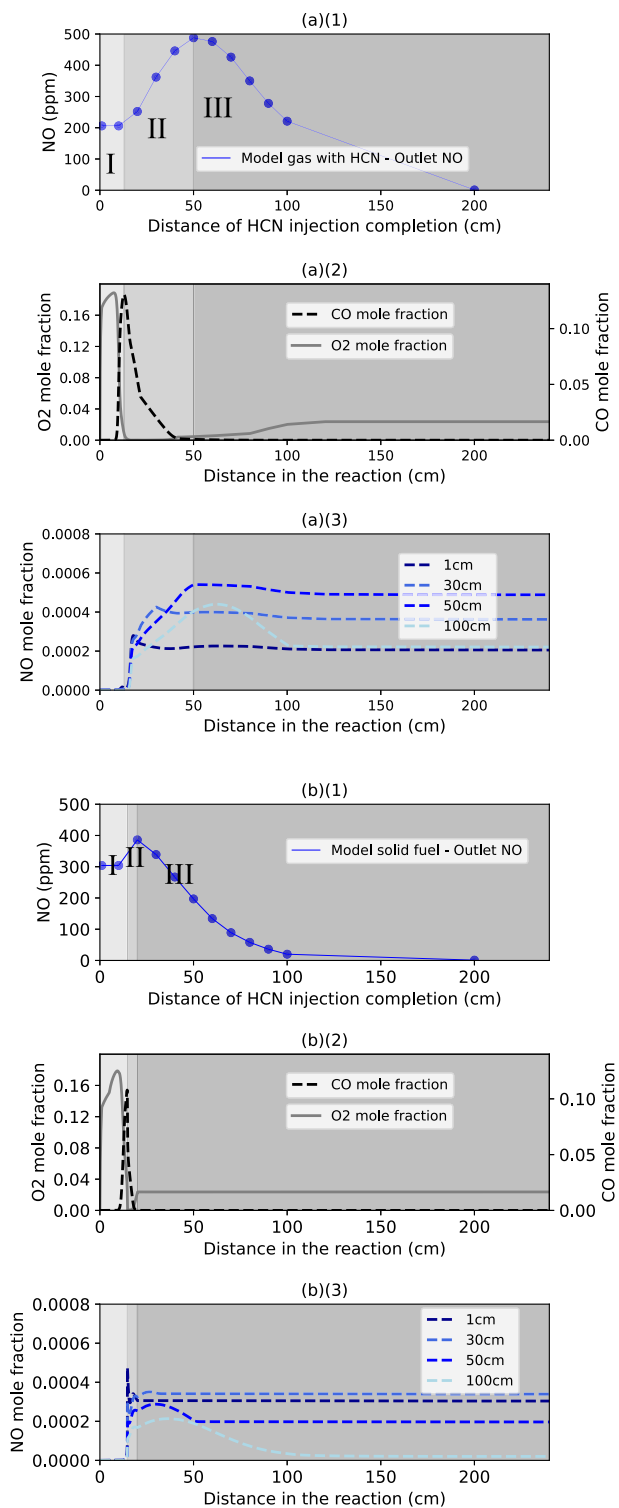 (a)(1)
500
400
300
200
100
0
NO (ppm)
I
II
III
Model gas with HCN - Outlet NO
0 50 100 150 200
Distance of HCN injection completion (cm)
(a)(2)
0.16
0.12
0.08
0.04
0.00
O2 mole fraction
CO mole fraction
O2 mole fraction
0.10
0.05
0.00
CO mole fraction
0 50 100 150 200
Distance in the reaction (cm)
(a)(3)
0.0008
0.0006
0.0004
0.0002
0.0000
NO mole fraction
1cm
30cm
50cm
100cm
0 50 100 150 200
Distance in the reaction (cm)
(b)(1)
500
400
300
200
100
0
NO (ppm)
I
II
III
Model solid fuel - Outlet NO
0 50 100 150 200
Distance of HCN injection completion (cm)
(b)(2)
0.16
0.12
0.08
0.04
0.00
O2 mole fraction
CO mole fraction
O2 mole fraction
0.10
0.05
0.00
CO mole fraction
0 50 100 150 200
Distance in the reaction (cm)
(b)(3)
0.0008
0.0006
0.0004
0.0002
0.0000
NO mole fraction
1cm
30cm
50cm
100cm
0 50 100 150 200
Distance in the reaction (cm)